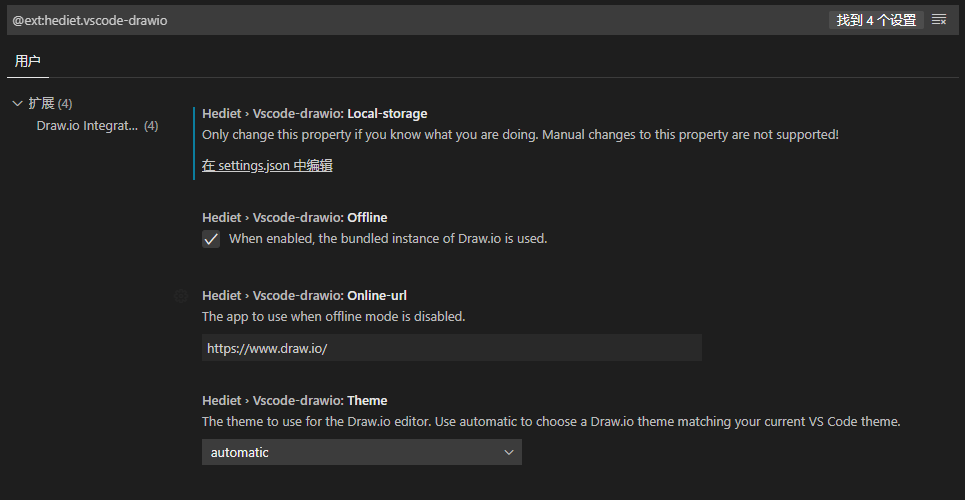 @ext:hediet.vscode-drawio
找到 4 个设置
用户
扩展 (4)
Draw.io Integrat... (4)
Hediet › Vscode-drawio: Local-storage
Only change this property if you know what you are doing. Manual changes to this property are not supported!
在 settings.json 中编辑
Hediet › Vscode-drawio: Offline
When enabled, the bundled instance of Draw.io is used.
Hediet › Vscode-drawio: Online-url
The app to use when offline mode is disabled.
https://www.draw.io/
Hediet › Vscode-drawio: Theme
The theme to use for the Draw.io editor. Use automatic to choose a Draw.io theme matching your current VS Code theme.
automatic